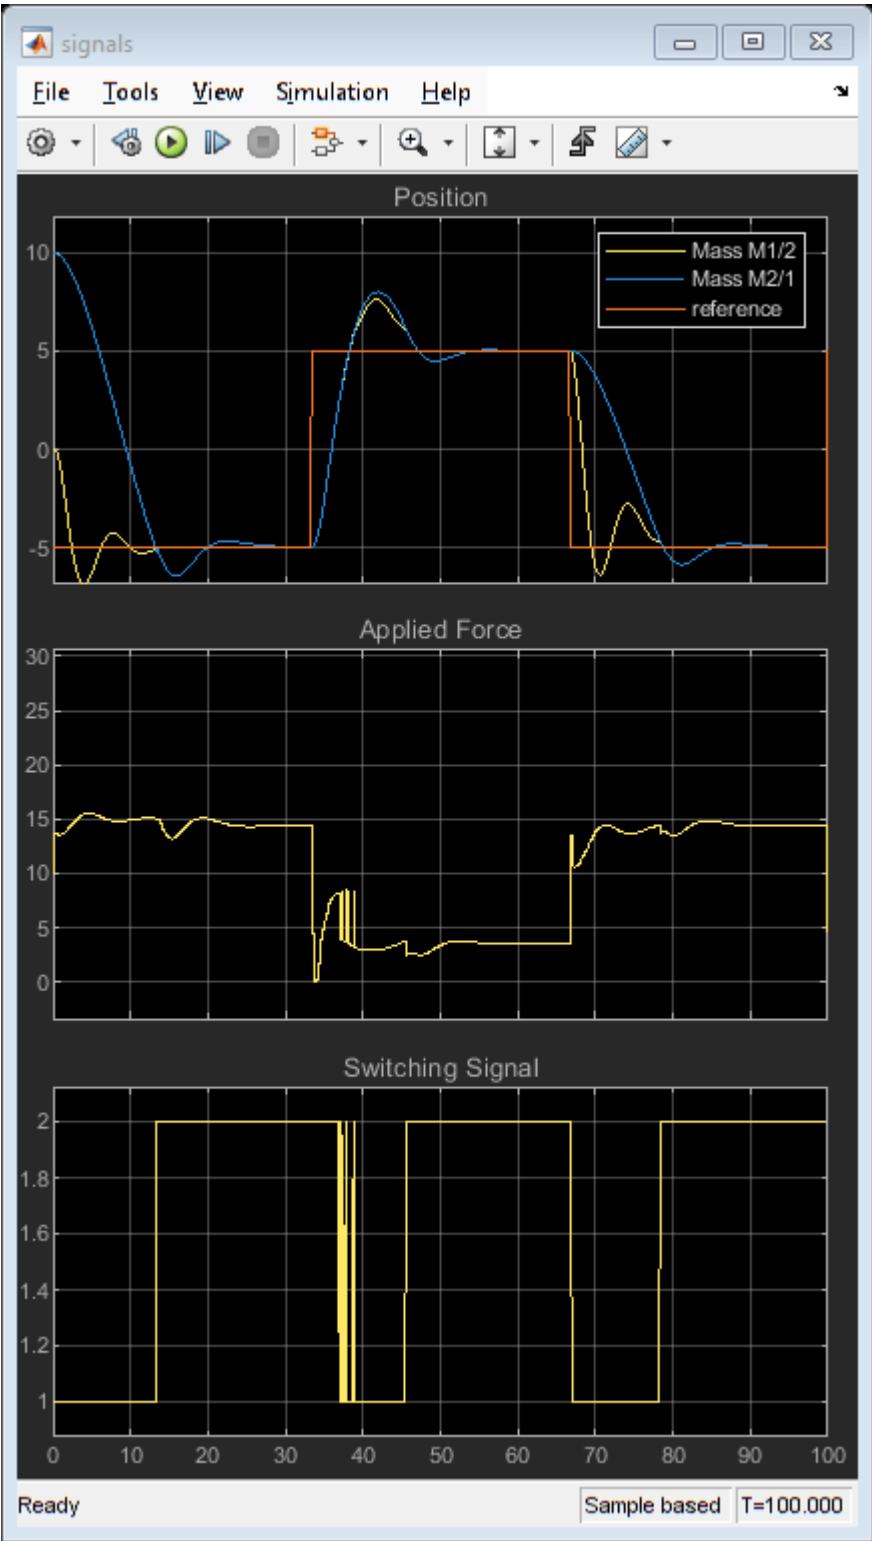 signals
File Tools View Simulation Help
Position
10
5
0
-5
Mass M1/2
Mass M2/1
reference
Applied Force
30
25
20
15
10
5
0
Switching Signal
2
1.8
1.6
1.4
1.2
1
0 10 20 30 40 50 60 70 80 90 100
Ready Sample based T=100.000